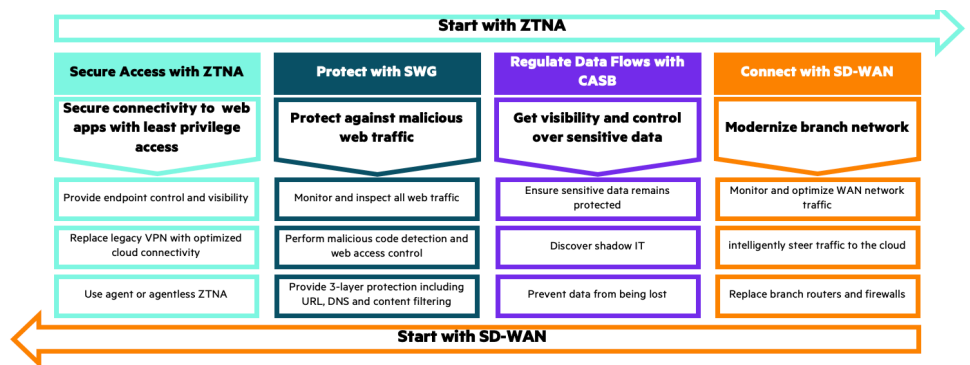 Start with ZTNA
Secure Access with ZTNA
Secure connectivity to web
apps with least privilege
access
Provide endpoint control and visibility
Replace legacy VPN with optimized
cloud connectivity
Use agent or agentless ZTNA
Protect with SWG
Protect against malicious
web traffic
Monitor and inspect all web traffic
Perform malicious code detection and
web access control
Provide 3-layer protection including
URL, DNS and content filtering
Regulate Data Flows with
CASB
Get visibility and control
over sensitive data
Ensure sensitive data remains
protected
Discover shadow IT
Prevent data from being lost
Connect with SD-WAN
Modernize branch network
Monitor and optimize WAN network
traffic
intelligently steer traffic to the cloud
Replace branch routers and firewalls
Start with SD-WAN